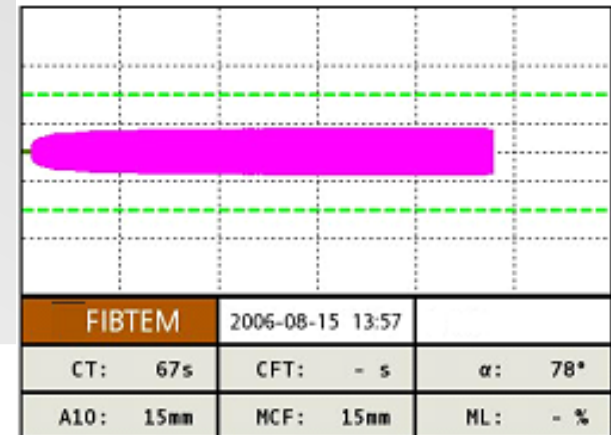 FIBTEM 2006-08-15 13:57
CT: 67s CFT: - s α: 78°
A10: 15mm MCF: 15mm ML: - %